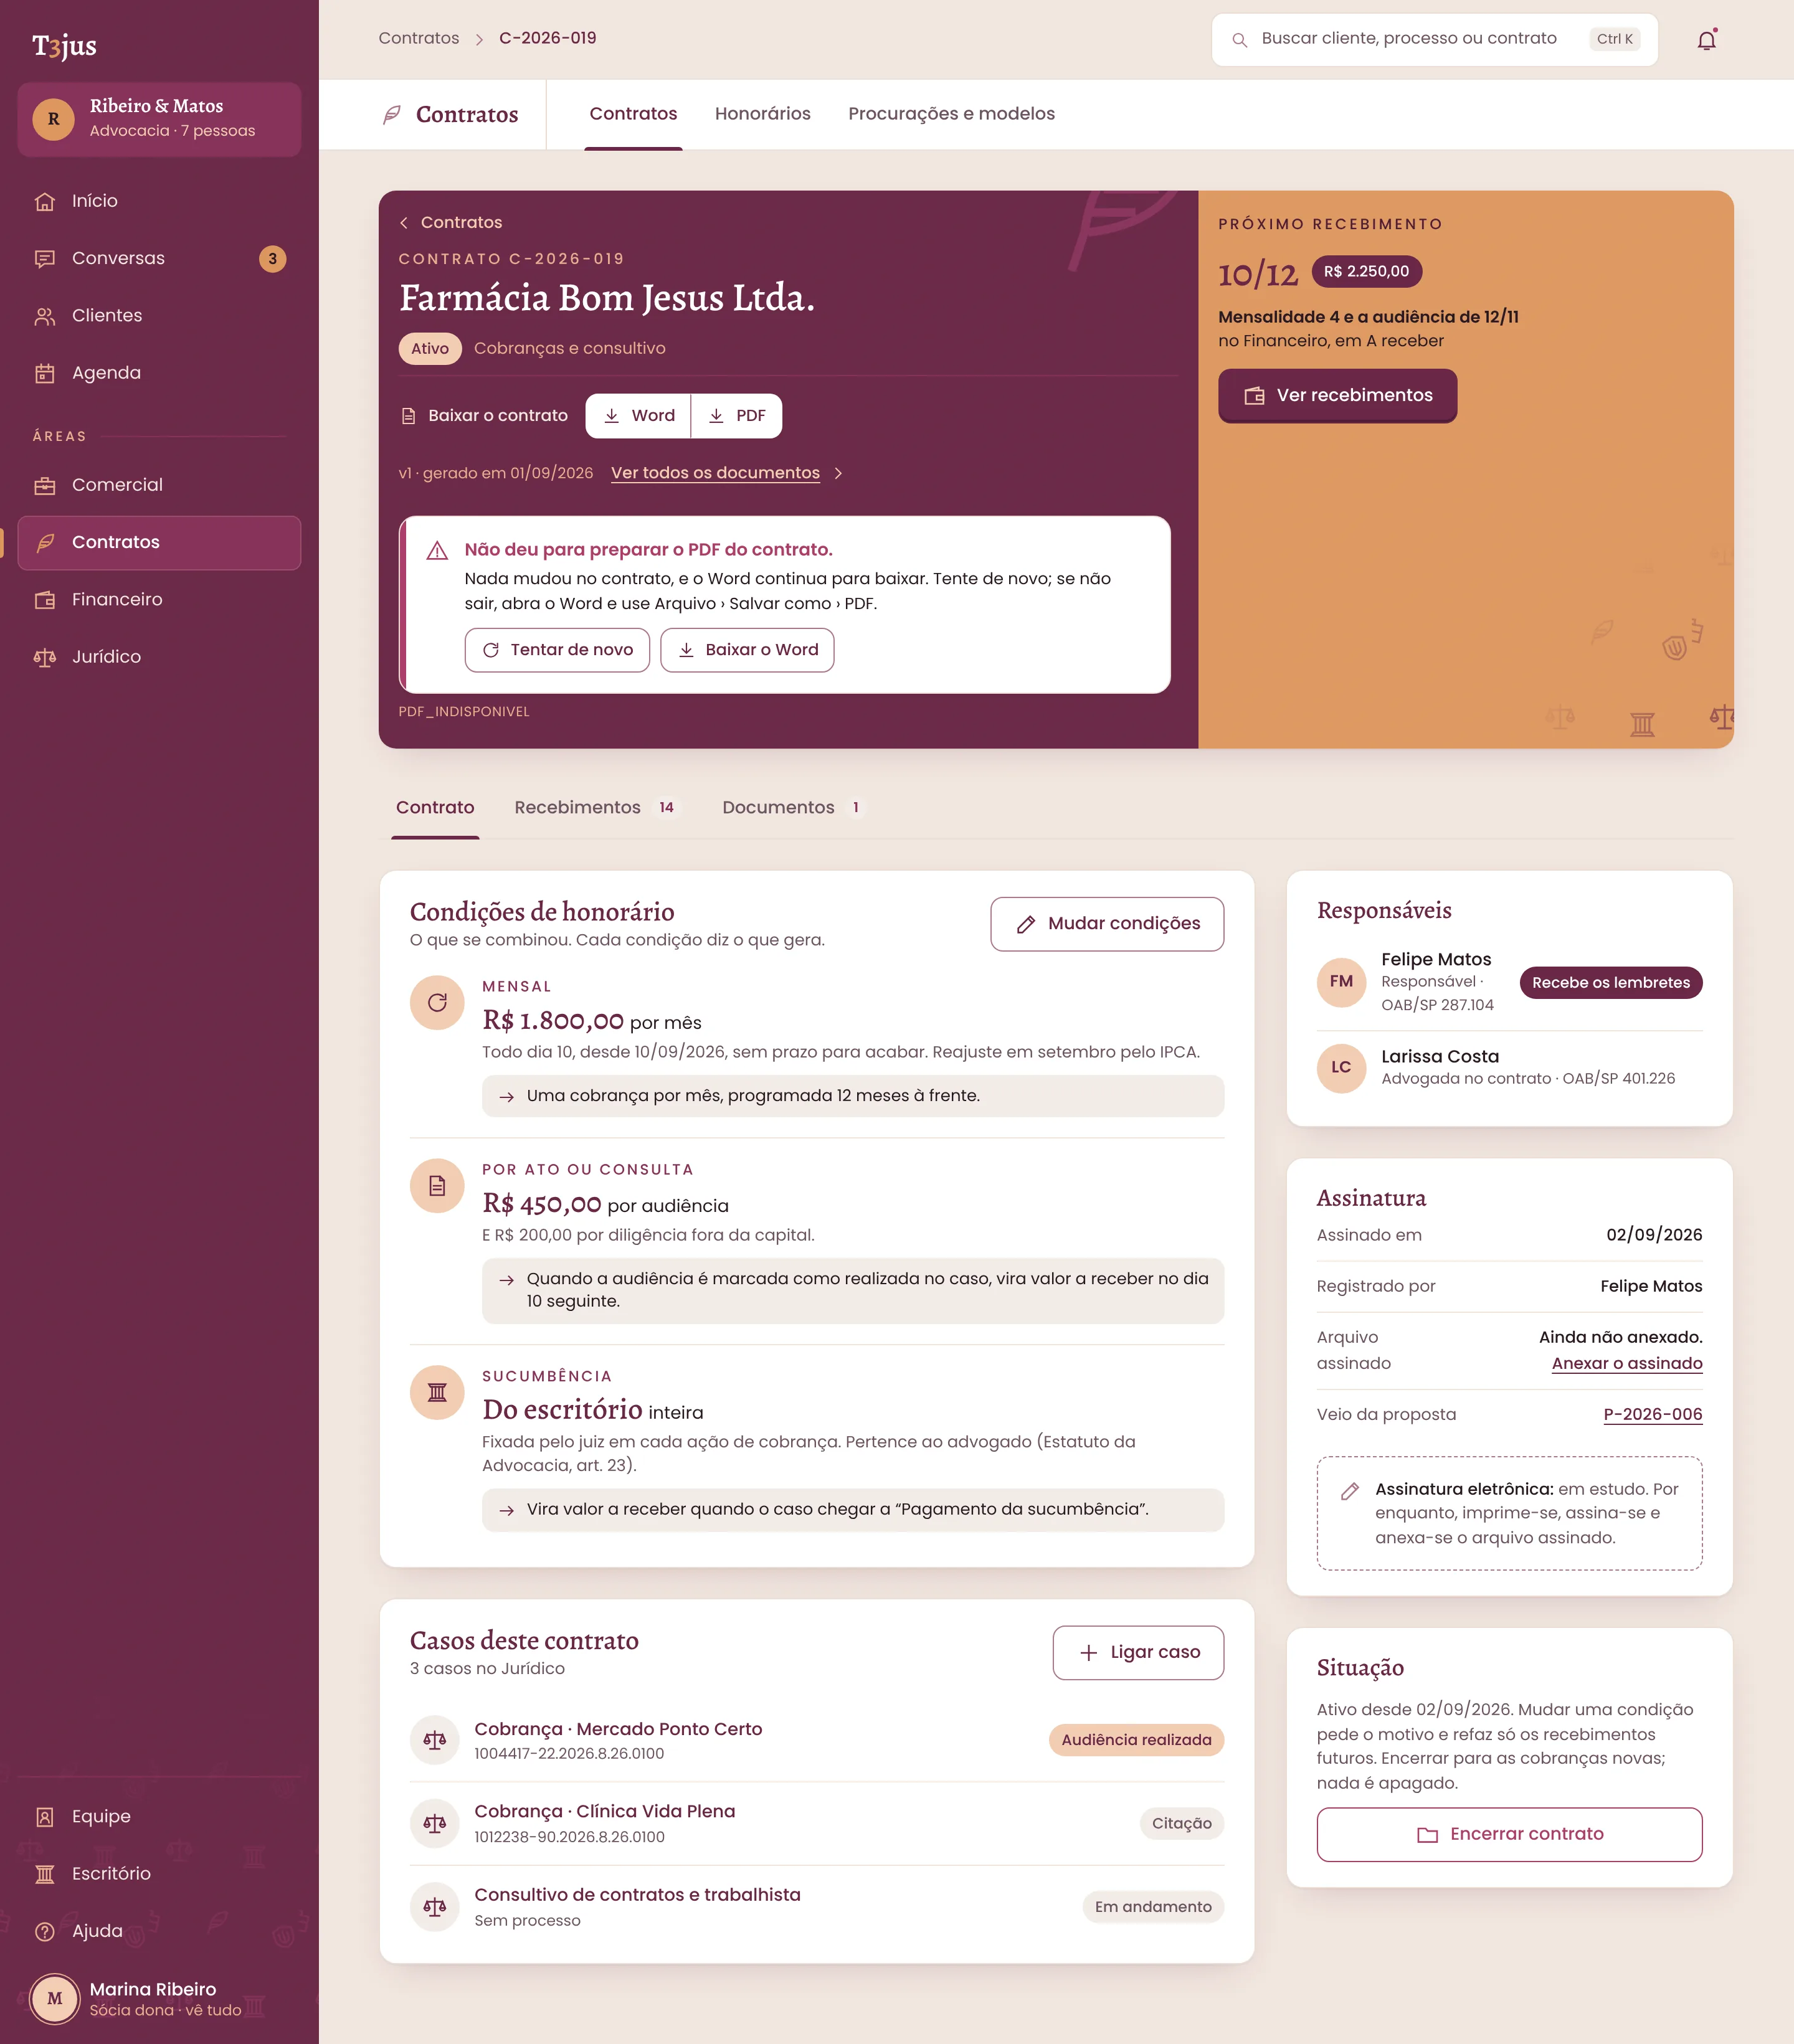 T3jus
R
Ribeiro & Matos
Advocacia · 7 pessoas
Início
Conversas
3
Clientes
Agenda
ÁREAS
Comercial
Contratos
Financeiro
Jurídico
Equipe
Escritório
Ajuda
M
Marina Ribeiro
Sócia dona · vê tudo
Contratos
C-2026-019
Buscar cliente, processo ou contrato
Ctrl K
Contratos
Contratos
Honorários
Procurações e modelos
Contratos
CONTRATO C-2026-019
Farmácia Bom Jesus Ltda.
Ativo
Cobranças e consultivo
Baixar o contrato
Word
PDF
v1 · gerado em 01/09/2026
Ver todos os documentos
Não deu para preparar o PDF do contrato.
Nada mudou no contrato, e o Word continua para baixar. Tente de novo; se não
sair, abra o Word e use Arquivo › Salvar como › PDF.
Tentar de novo
Baixar o Word
PDF_INDISPONIVEL
PRÓXIMO RECEBIMENTO
10/12
R$ 2.250,00
Mensalidade 4 e a audiência de 12/11
no Financeiro, em A receber
Ver recebimentos
Contrato
Recebimentos
14
Documentos
1
Condições de honorário
O que se combinou. Cada condição diz o que gera.
Mudar condições
MENSAL
R$ 1.800,00 por mês
Todo dia 10, desde 10/09/2026, sem prazo para acabar. Reajuste em setembro pelo IPCA.
→ Uma cobrança por mês, programada 12 meses à frente.
POR ATO OU CONSULTA
R$ 450,00 por audiência
E R$ 200,00 por diligência fora da capital.
→ Quando a audiência é marcada como realizada no caso, vira valor a receber no dia
10 seguinte.
SUCUMBÊNCIA
Do escritório inteira
Fixada pelo juiz em cada ação de cobrança. Pertence ao advogado (Estatuto da
Advocacia, art. 23).
→ Vira valor a receber quando o caso chegar a “Pagamento da sucumbência”.
Casos deste contrato
3 casos no Jurídico
Ligar caso
Cobrança · Mercado Ponto Certo
1004417-22.2026.8.26.0100
Audiência realizada
Cobrança · Clínica Vida Plena
1012238-90.2026.8.26.0100
Citação
Consultivo de contratos e trabalhista
Sem processo
Em andamento
Responsáveis
FM
Felipe Matos
Responsável ·
OAB/SP 287.104
Recebe os lembretes
LC
Larissa Costa
Advogada no contrato · OAB/SP 401.226
Assinatura
Assinado em
02/09/2026
Registrado por
Felipe Matos
Arquivo
assinado
Ainda não anexado.
Anexar o assinado
Veio da proposta
P-2026-006
Assinatura eletrônica: em estudo. Por
enquanto, imprime-se, assina-se e
anexa-se o arquivo assinado.
Situação
Ativo desde 02/09/2026. Mudar uma condição
pede o motivo e refaz só os recebimentos
futuros. Encerrar para as cobranças novas;
nada é apagado.
Encerrar contrato